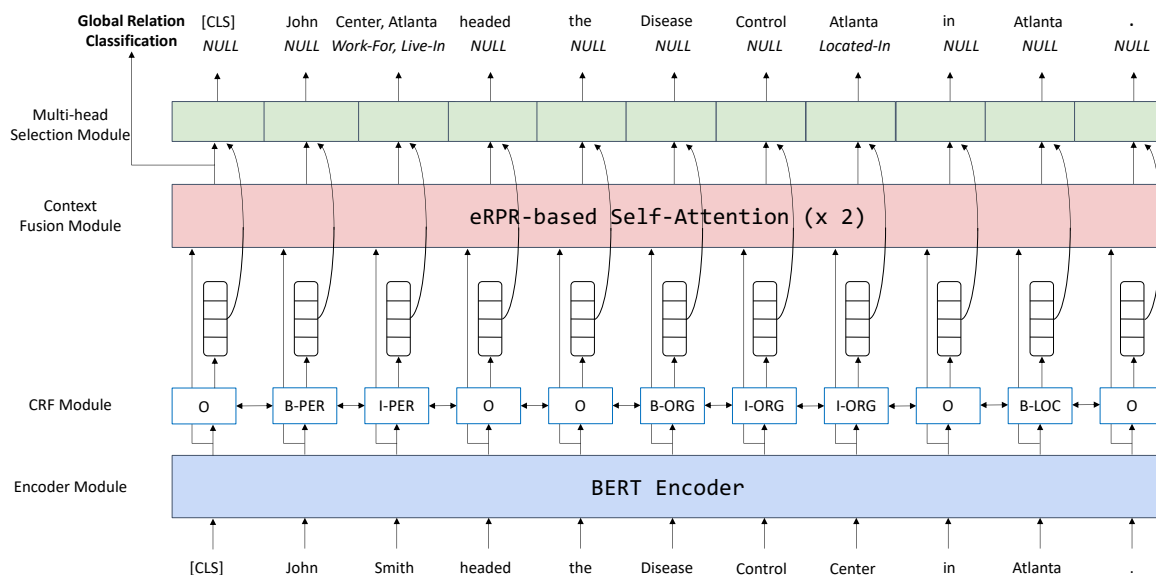 Global Relation
Classification
[CLS] John Center, Atlanta headed the Disease Control Atlanta in Atlanta .
NULL NULL Work-For, Live-In NULL NULL NULL NULL Located-In NULL NULL NULL
Multi-head
Selection Module
Context
Fusion Module
eRPR-based Self-Attention (x 2)
CRF Module
O B-PER I-PER O O B-ORG I-ORG I-ORG O B-LOC O
Encoder Module
BERT Encoder
[CLS] John Smith headed the Disease Control Center in Atlanta .